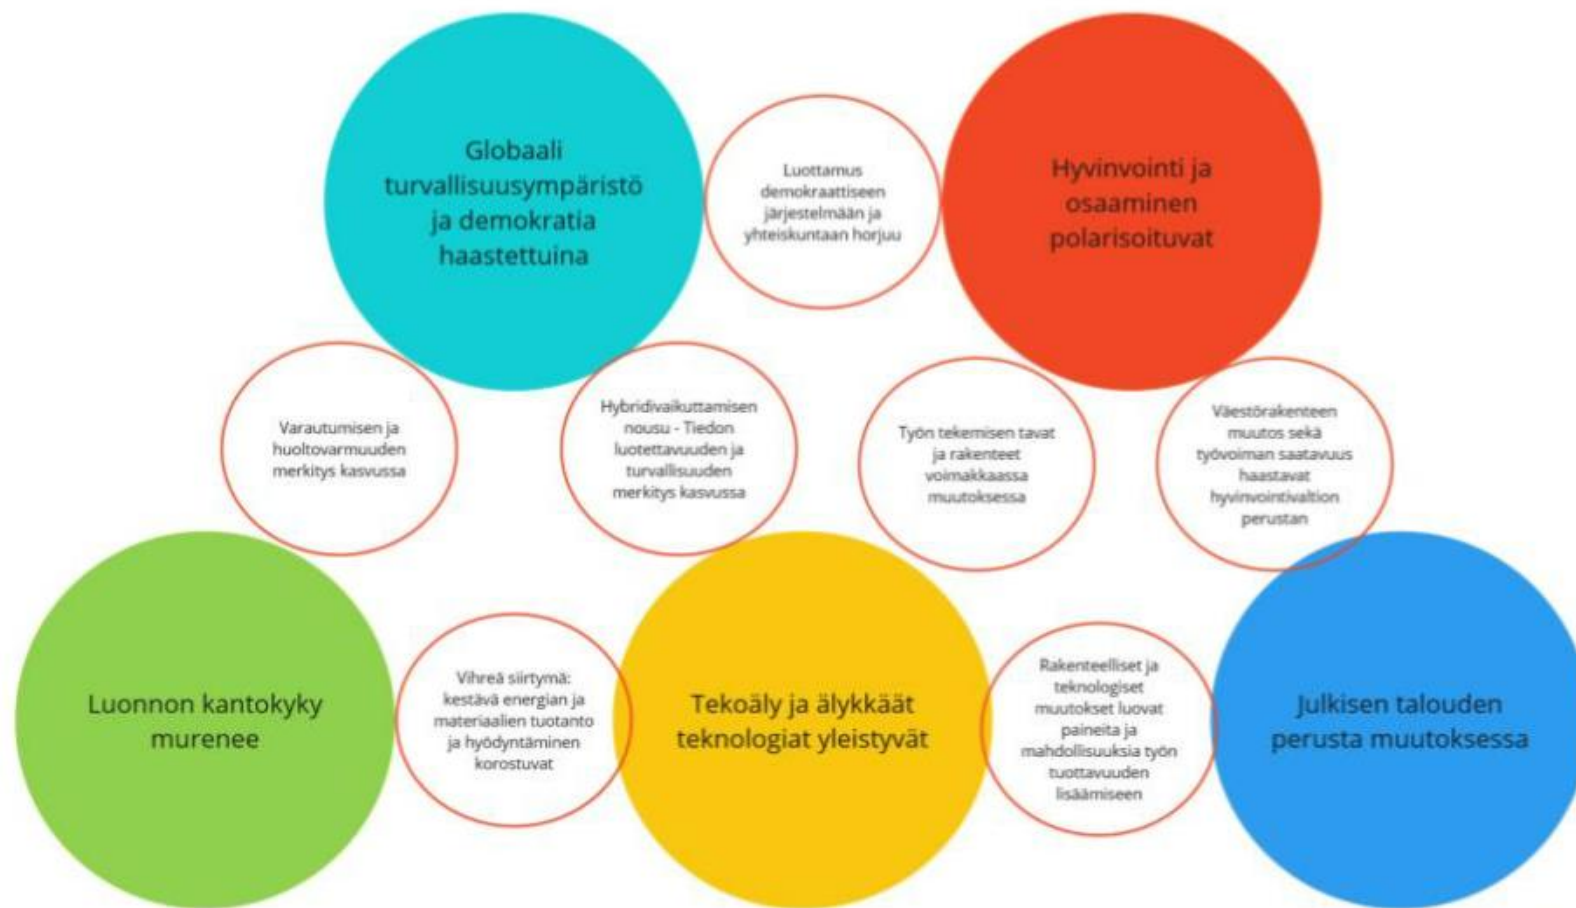 Globaali
turvallisuusympäristö
ja demokratia
haastettuina
Luottamus
demokraattiseen
järjestelmään ja
yhteiskuntaan horjuu
Hyvinvointi ja
osaaminen
polarisoituvat
Varautumisen ja
huoltovarmuuden
merkitys kasvussa
Hybridivaikuttamisen
nousu - Tiedon
luotettavuuden ja
turvallisuuden
merkitys kasvussa
Työn tekemisen tavat
ja rakenteet
voimakkaassa
muutoksessa
Väestörakenteen
muutos sekä
työvoiman saatavuus
haastavat
hyvinvointivaltion
perustan
Luonnon kantokyky
murenee
Vihreä siirtymä:
kestävä energian ja
materiaalien tuotanto
ja hyödyntäminen
korostuvat
Tekoäly ja älykkäät
teknologiat yleistyvät
Rakenteelliset ja
teknologiset
muutokset luovat
paineita ja
mahdollisuuksia työn
tuottavuuden
lisäämiseen
Julkisen talouden
perusta muutoksessa